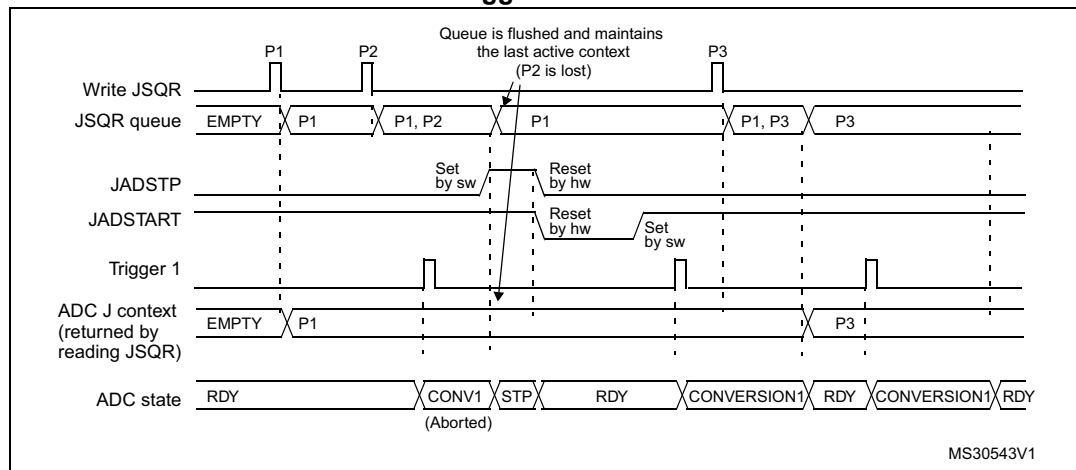 Queue is flushed and maintains
the last active context
(P2 is lost)
P1 P2 P3
Write JSQR
JSQR queue EMPTY P1 P1, P2 P1 P1, P3 P3
Set
by sw
Reset
by hw
JADSTP
JADSTART
Reset
by hw
Set
by sw
Trigger 1
ADC J context
(returned by
reading JSQR)
EMPTY P1 P3
ADC state RDY CONV1 STP RDY CONVERSION1 RDY CONVERSION1 RDY
(Aborted)
MS30543V1